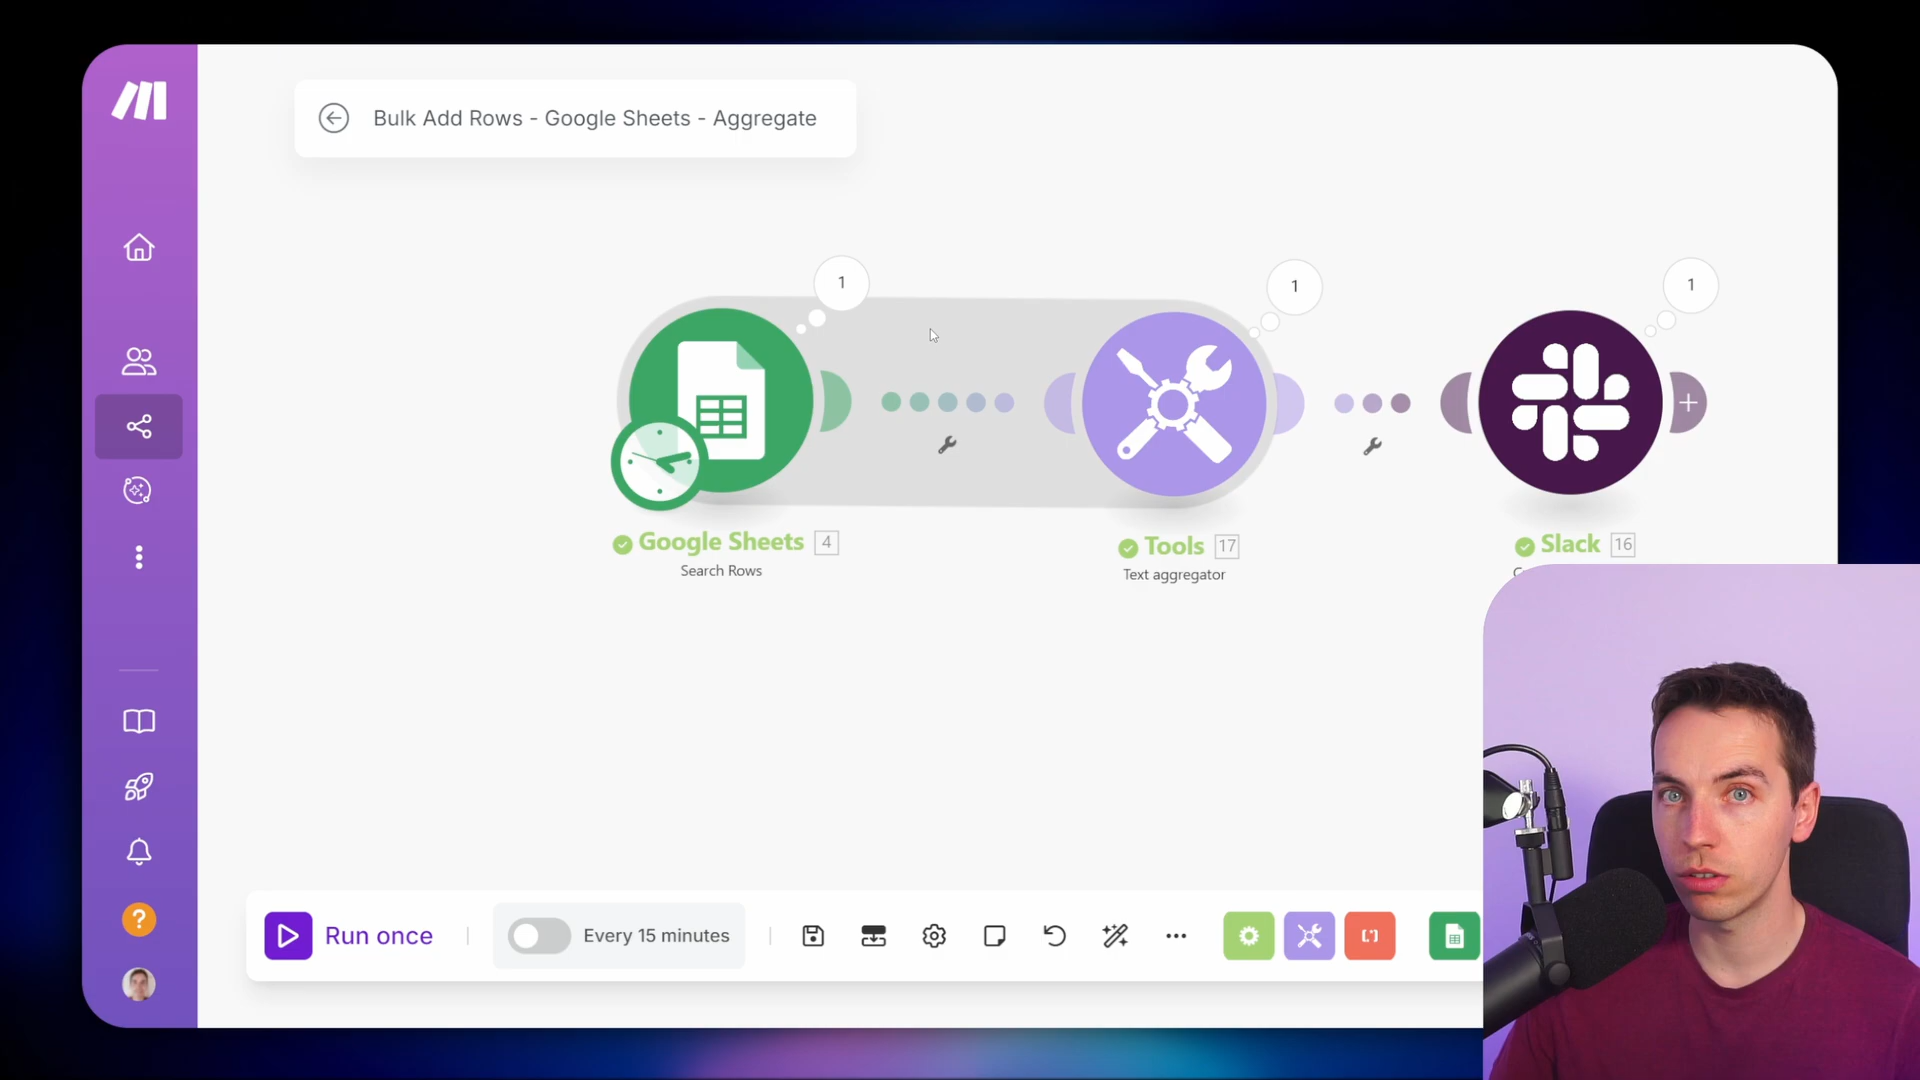 Bulk Add Rows - Google Sheets - Aggregate
1
1
1
Google Sheets 4
Search Rows
Tools 17
Text aggregator
Slack 16
Run once
Every 15 minutes
?